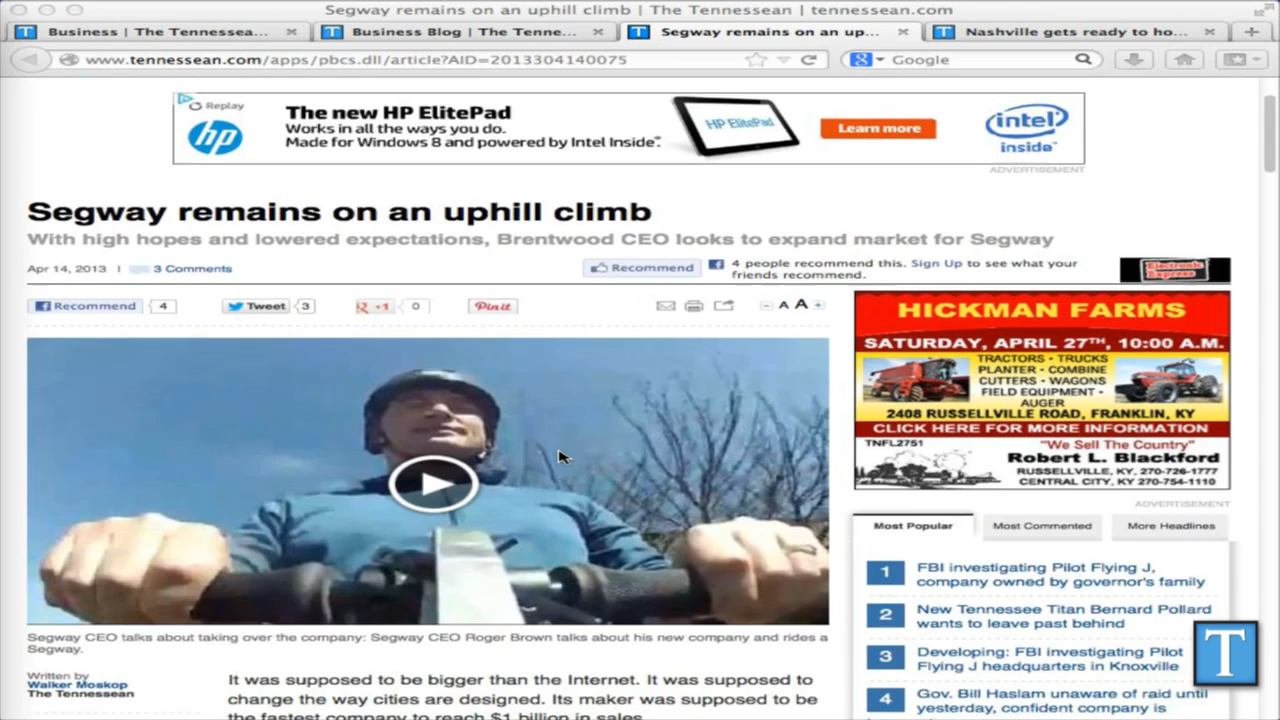 Segway remains on an uphill climb | The Tennessean | tennessean.com
Business | The Tennessea...
Business Blog | The Tenne...
Segway remains on an up...
Nashville gets ready to ho...
www.tennessean.com/apps/pbcs.dll/article?AID=2013304140075
Google
Replay
hp
The new HP ElitePad
Works in all the ways you do.
Made for Windows 8 and powered by Intel Inside®.
HP ElitePad
Learn more
intel
inside™
ADVERTISEMENT
Segway remains on an uphill climb
With high hopes and lowered expectations, Brentwood CEO looks to expand market for Segway
Apr 14, 2013 | 3 Comments
Recommend
4 people recommend this. Sign Up to see what your
friends recommend.
Electronic
Express
Recommend 4
Tweet 3
+1 0
Pin it
A A
HICKMAN FARMS
SATURDAY, APRIL 27TH, 10:00 A.M.
TRACTORS • TRUCKS
PLANTER • COMBINE
CUTTERS • WAGONS
FIELD EQUIPMENT •
AUGER
2408 RUSSELLVILLE ROAD, FRANKLIN, KY
CLICK HERE FOR MORE INFORMATION
TNFL2751
"We Sell The Country"
Robert L. Blackford
RUSSELLVILLE, KY, 270-726-1777
CENTRAL CITY, KY 270-754-1110
ADVERTISEMENT
Most Popular
Most Commented
More Headlines
1 FBI investigating Pilot Flying J,
company owned by governor's family
2 New Tennessee Titan Bernard Pollard
wants to leave past behind
3 Developing: FBI investigating Pilot
Flying J headquarters in Knoxville
4 Gov. Bill Haslam unaware of raid until
yesterday, confident company is
Segway CEO talks about taking over the company: Segway CEO Roger Brown talks about his new company and rides a
Segway.
Written by
Walker Moskop
The Tennessean
It was supposed to be bigger than the Internet. It was supposed to
change the way cities are designed. Its maker was supposed to be
the fastest company to reach $1 billion in sales.
T